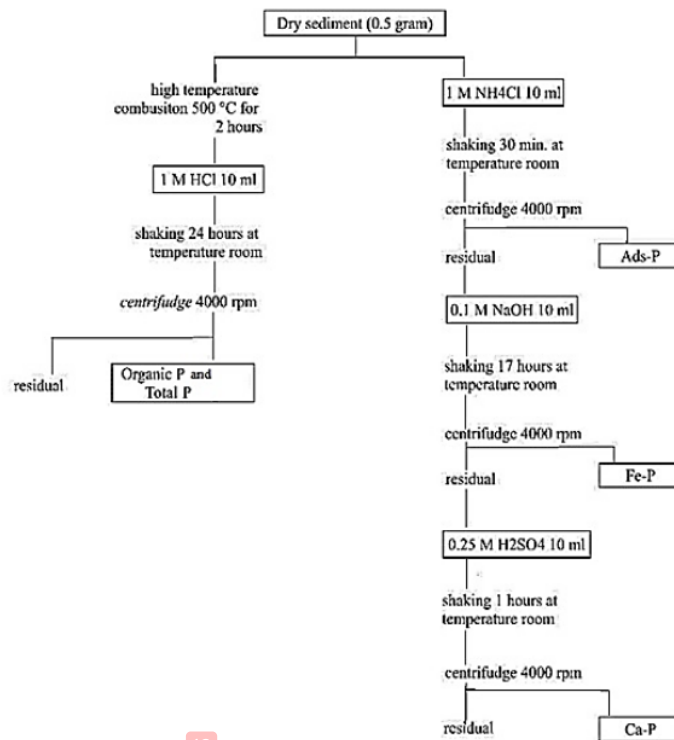 Dry sediment (0.5 gram)
high temperature
combusiton 500 °C for
2 hours
1 M HCl 10 ml
shaking 24 hours at
temperature room
centrifudge 4000 rpm
residual
Organic P and
Total P
1 M NH4Cl 10 ml
shaking 30 min. at
temperature room
centrifudge 4000 rpm
residual
Ads-P
0.1 M NaOH 10 ml
shaking 17 hours at
temperature room
centrifudge 4000 rpm
residual
Fe-P
0.25 M H2SO4 10 ml
shaking 1 hours at
temperature room
centrifudge 4000 rpm
residual
Ca-P